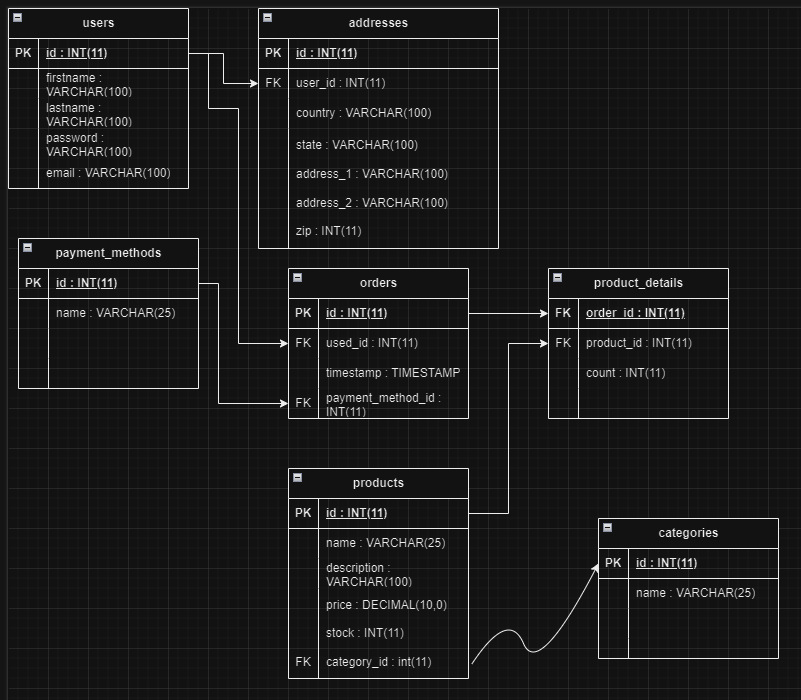 users
PK
id : INT(11)
firstname :
VARCHAR(100)
lastname :
VARCHAR(100)
password :
VARCHAR(100)
email : VARCHAR(100)
addresses
PK
id : INT(11)
FK
user_id : INT(11)
country : VARCHAR(100)
state : VARCHAR(100)
address_1 : VARCHAR(100)
address_2 : VARCHAR(100)
zip : INT(11)
payment_methods
PK
id : INT(11)
name : VARCHAR(25)
orders
PK
id : INT(11)
FK
used_id : INT(11)
timestamp : TIMESTAMP
FK
payment_method_id :
INT(11)
product_details
FK
order_id : INT(11)
FK
product_id : INT(11)
count : INT(11)
products
PK
id : INT(11)
name : VARCHAR(25)
description :
VARCHAR(100)
price : DECIMAL(10,0)
stock : INT(11)
FK
category_id : int(11)
categories
PK
id : INT(11)
name : VARCHAR(25)